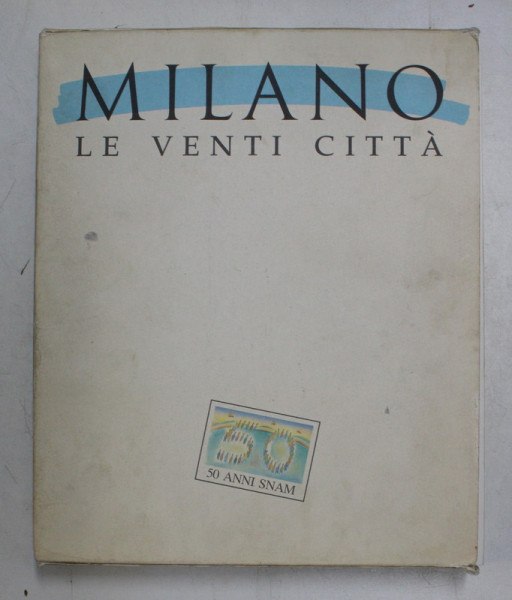 MILANO
LE VENTI CITTÀ
50
50 ANNI SNAM